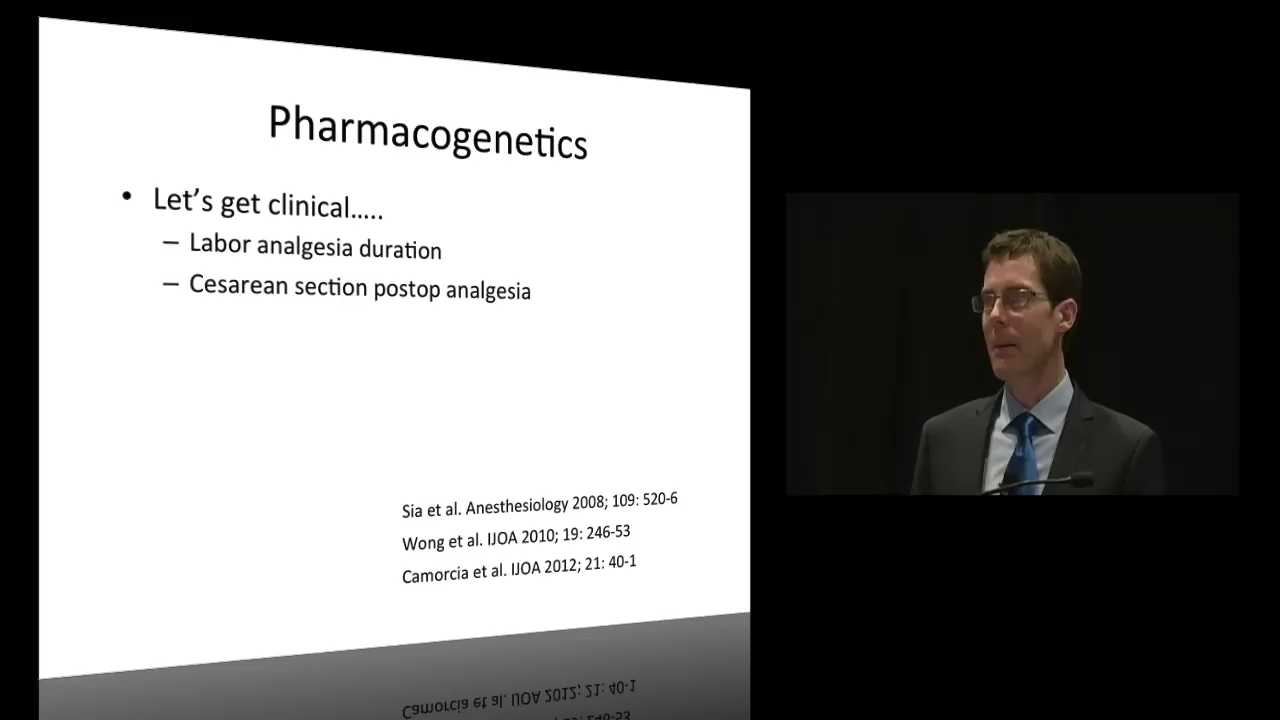 Pharmacogenetics
• Let's get clinical…..
– Labor analgesia duration
– Cesarean section postop analgesia
Sia et al. Anesthesiology 2008; 109: 520-6
Wong et al. IJOA 2010; 19: 246-53
Camorcia et al. IJOA 2012; 21: 40-1